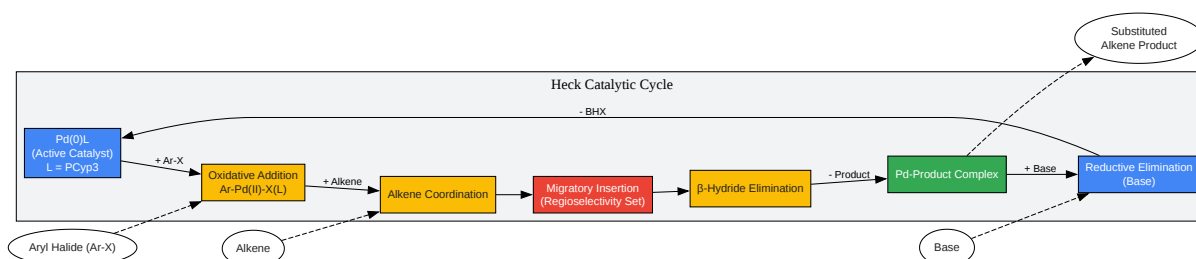 Substituted
Alkene Product
Heck Catalytic Cycle
- BHX
Pd(0)L
(Active Catalyst)
L = PCyp3
+ Ar-X
Oxidative Addition
Ar-Pd(II)-X(L)
+ Alkene
Alkene Coordination
Migratory Insertion
(Regioselectivity Set)
β-Hydride Elimination
- Product
Pd-Product Complex
+ Base
Reductive Elimination
(Base)
Aryl Halide (Ar-X)
Alkene
Base